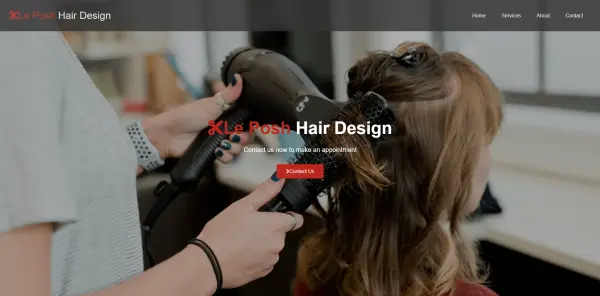 Le Posh Hair Design
Home Services About Contact
Le Posh Hair Design
Contact us now to make an appointment
Contact Us